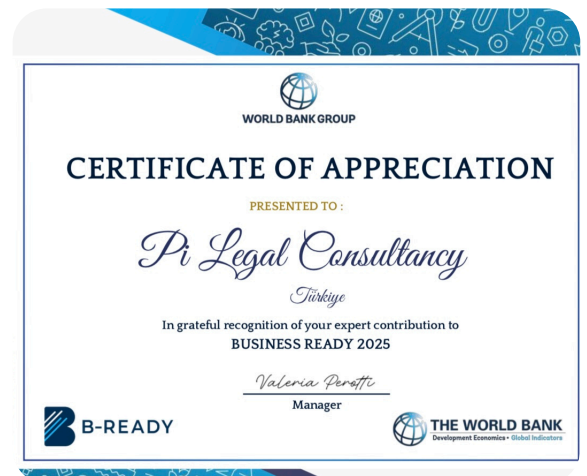 WORLD BANK GROUP
CERTIFICATE OF APPRECIATION
PRESENTED TO :
Pi Legal Consultancy
Türkiye
In grateful recognition of your expert contribution to
BUSINESS READY 2025
Valeria Perotti
Manager
B-READY
THE WORLD BANK
Development Economics • Global Indicators